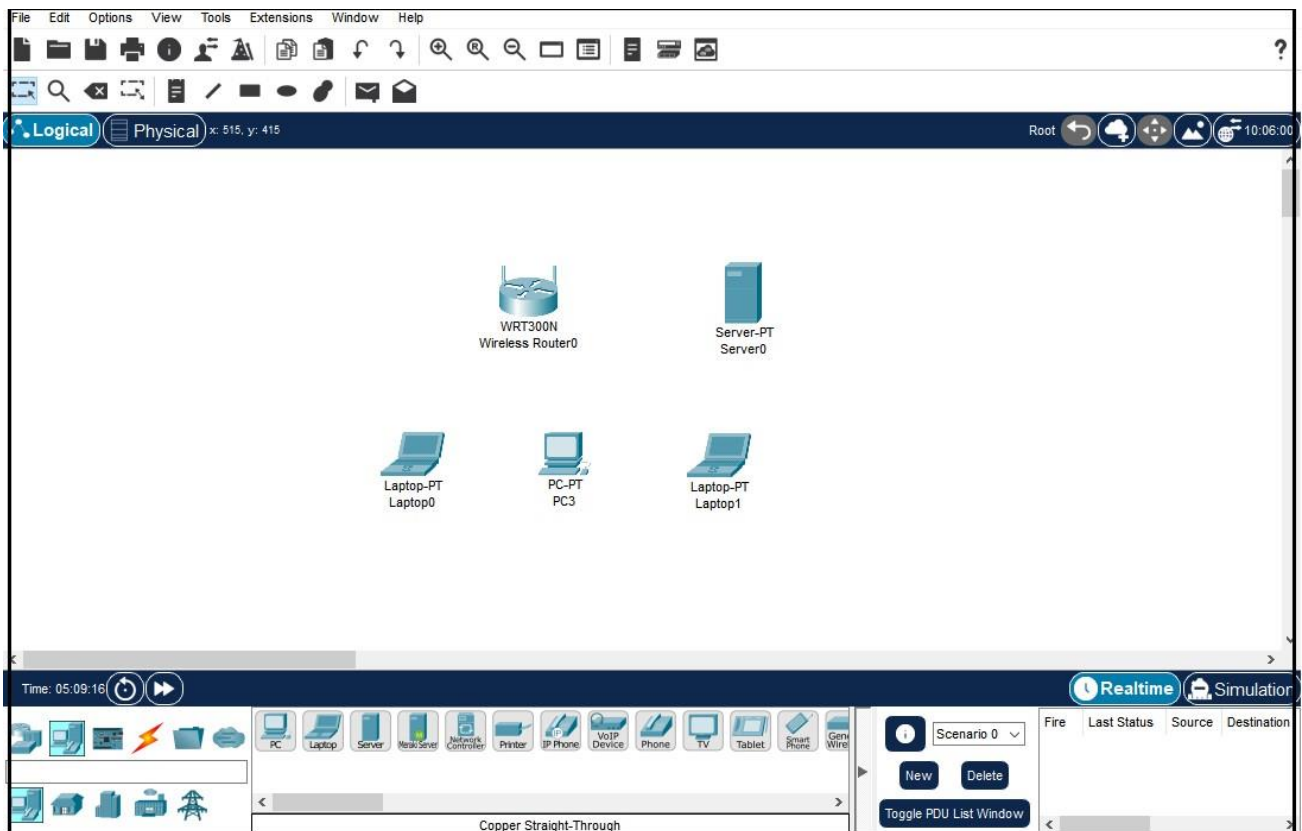 File Edit Options View Tools Extensions Window Help
?
Logical Physical x: 515, y: 415 Root 10:06:00
WRT300N
Wireless Router0
Server-PT
Server0
Laptop-PT
Laptop0
PC-PT
PC3
Laptop-PT
Laptop1
Time: 05:09:16 Realtime Simulation
PC Laptop Server Meraki Server Network Controller Printer IP Phone VoIP Device Phone TV Tablet Smart Phone
Scenario 0
New Delete
Toggle PDU List Window
Fire Last Status Source Destination
Copper Straight-Through